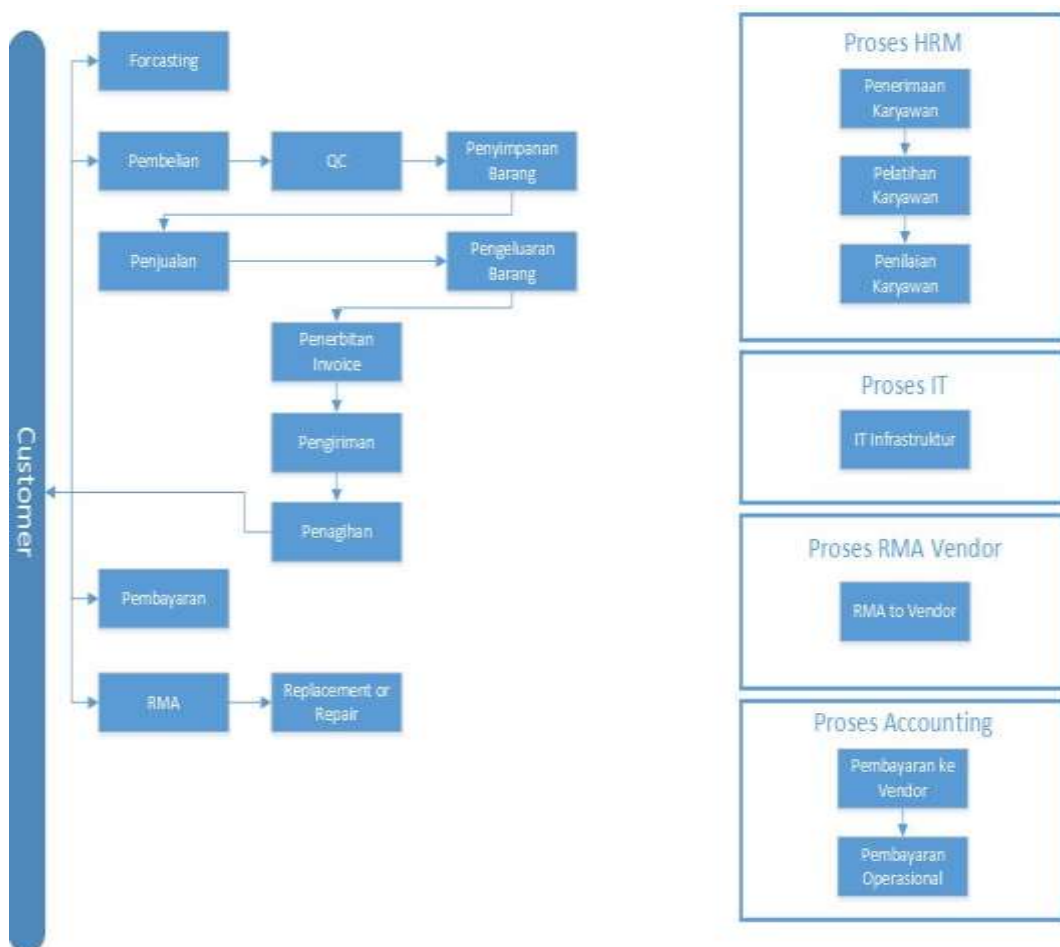 Customer
Forcasting
Pembelian
QC
Penyimpanan
Barang
Penjualan
Pengeluaran
Barang
Penerbitan
Invoice
Pengiriman
Penagihan
Pembayaran
RMA
Replacement or
Repair
Proses HRM
Penerimaan
Karyawan
Pelatihan
Karyawan
Penilaian
Karyawan
Proses IT
IT Infrastruktur
Proses RMA Vendor
RMA to Vendor
Proses Accounting
Pembayaran ke
Vendor
Pembayaran
Operasional